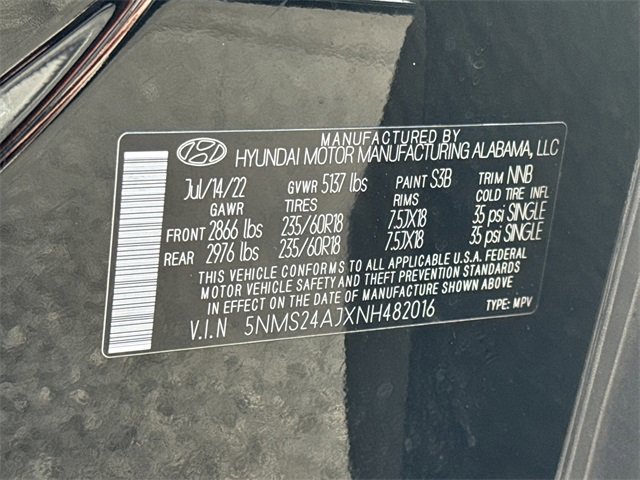 MANUFACTURED BY
HYUNDAI MOTOR MANUFACTURING ALABAMA, LLC
Jul/14/22 GVWR 5137 lbs PAINT S3B TRIM NNB
GAWR TIRES RIMS COLD TIRE INFL
FRONT 2866 lbs 235/60R18 7.5JX18 35 psi SINGLE
REAR 2976 lbs 235/60R18 7.5JX18 35 psi SINGLE
THIS VEHICLE CONFORMS TO ALL APPLICABLE U.S.A. FEDERAL
MOTOR VEHICLE SAFETY AND THEFT PREVENTION STANDARDS
IN EFFECT ON THE DATE OF MANUFACTURE SHOWN ABOVE
V.I.N 5NMS24AJXNH482016 TYPE: MPV